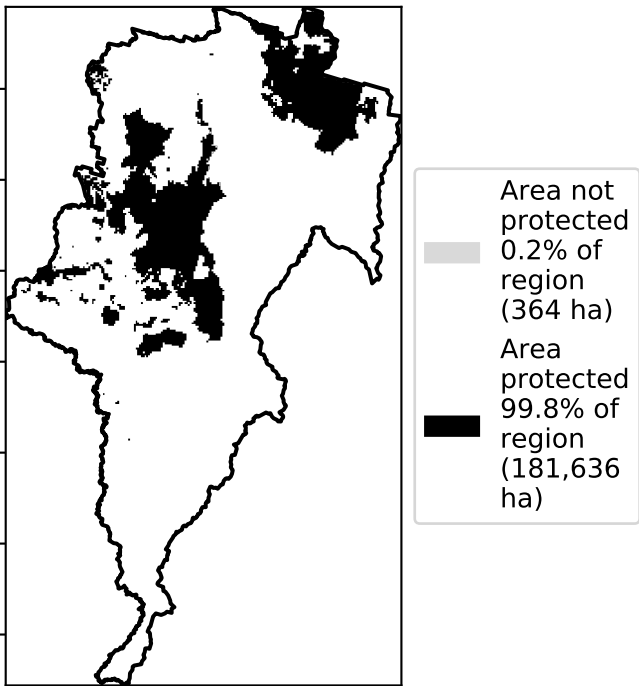 Area not
protected
0.2% of
region
(364 ha)
Area
protected
99.8% of
region
(181,636
ha)